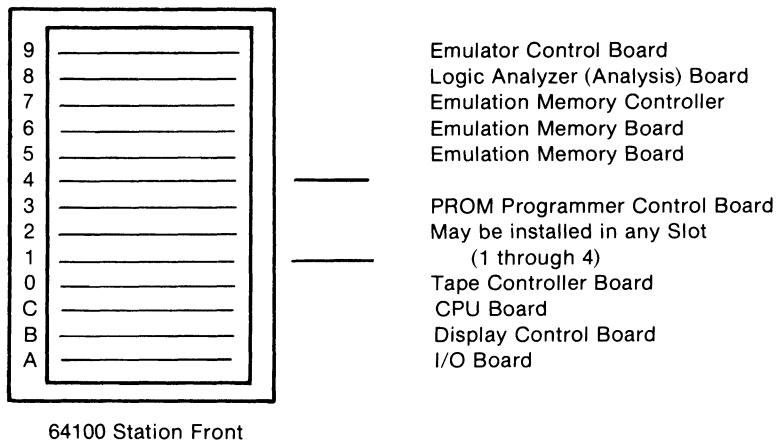 9 Emulator Control Board
8 Logic Analyzer (Analysis) Board
7 Emulation Memory Controller
6 Emulation Memory Board
5 Emulation Memory Board
4
3 PROM Programmer Control Board
2 May be installed in any Slot
1 (1 through 4)
0 Tape Controller Board
C CPU Board
B Display Control Board
A I/O Board
64100 Station Front